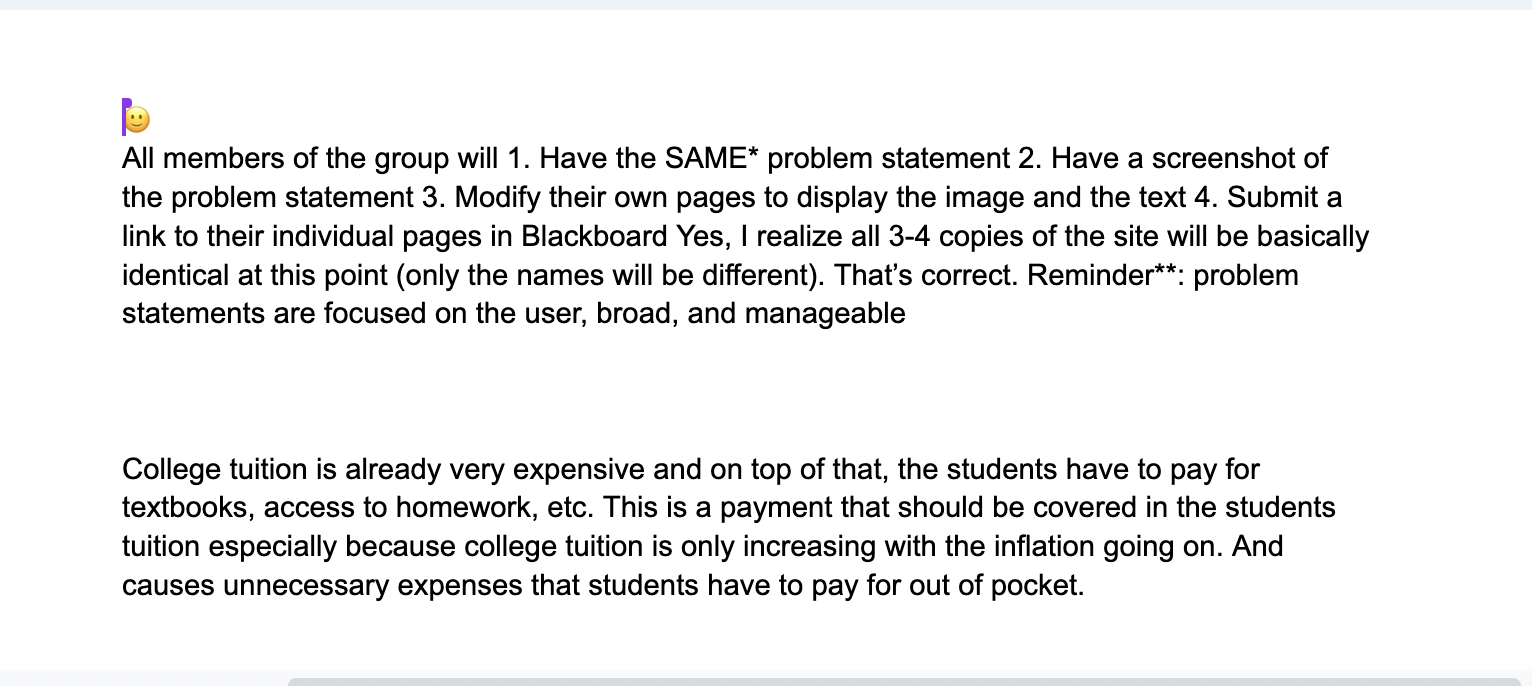 🙂
All members of the group will 1. Have the SAME* problem statement 2. Have a screenshot of
the problem statement 3. Modify their own pages to display the image and the text 4. Submit a
link to their individual pages in Blackboard Yes, I realize all 3-4 copies of the site will be basically
identical at this point (only the names will be different). That’s correct. Reminder**: problem
statements are focused on the user, broad, and manageable
College tuition is already very expensive and on top of that, the students have to pay for
textbooks, access to homework, etc. This is a payment that should be covered in the students
tuition especially because college tuition is only increasing with the inflation going on. And
causes unnecessary expenses that students have to pay for out of pocket.